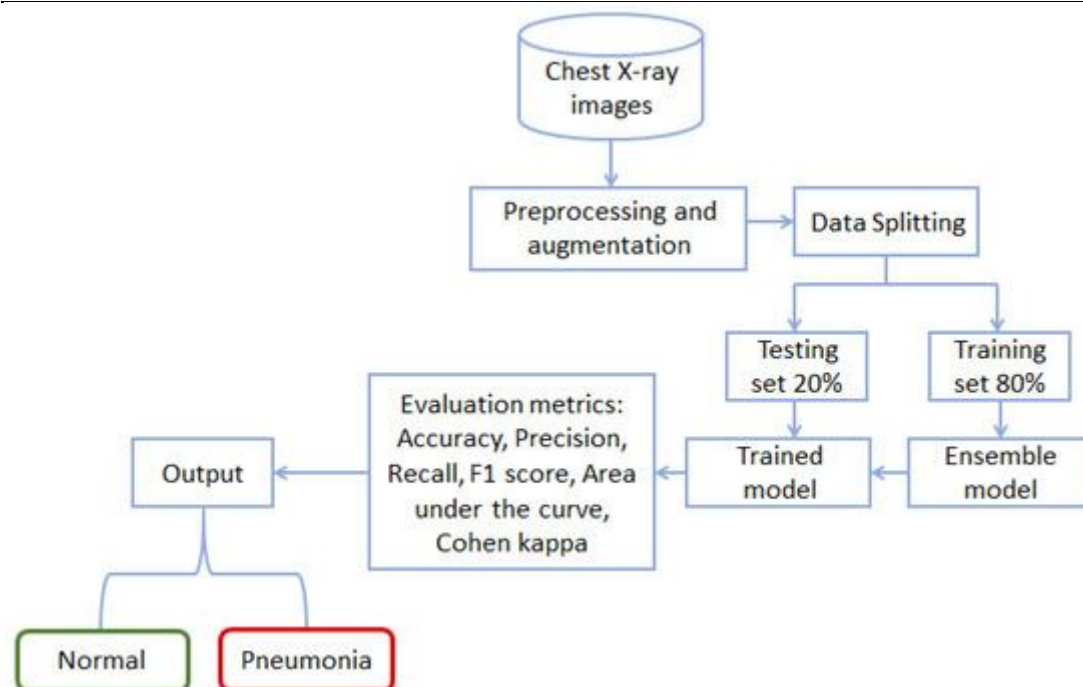 Chest X-ray
images
Preprocessing and
augmentation
Data Splitting
Testing
set 20%
Training
set 80%
Evaluation metrics:
Accuracy, Precision,
Recall, F1 score, Area
under the curve,
Cohen kappa
Output
Trained
model
Ensemble
model
Normal
Pneumonia